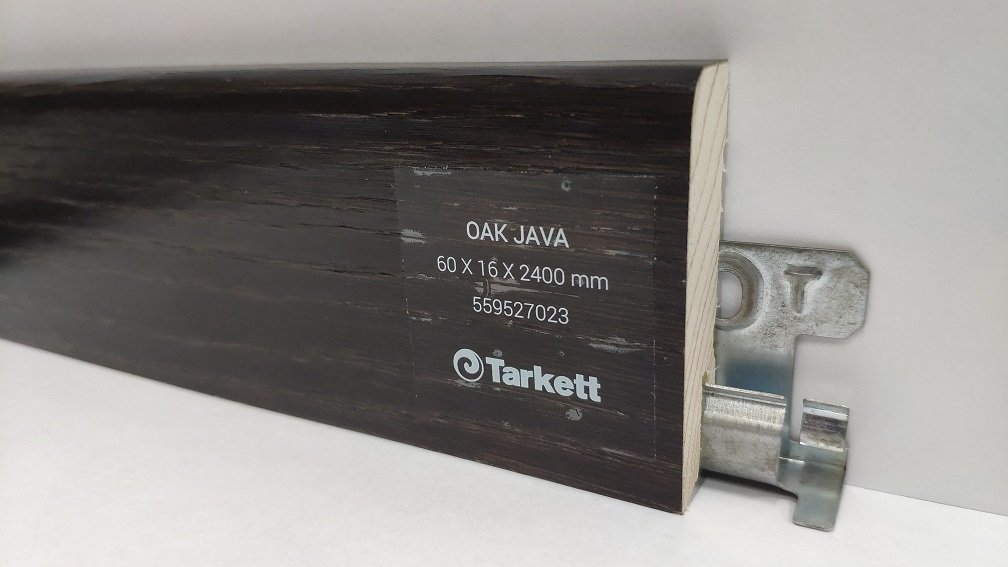 OAK JAVA
60 X 16 X 2400 mm
559527023
Tarkett
T